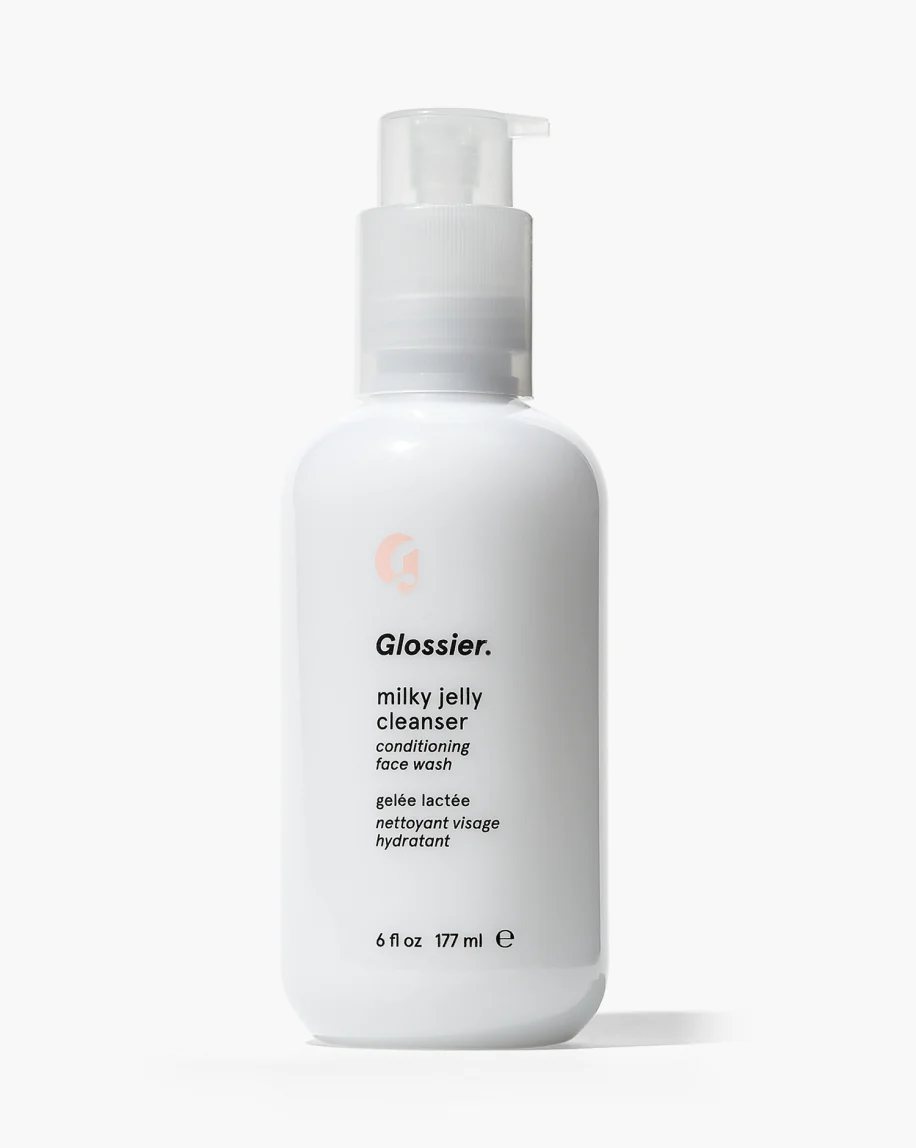 G
Glossier.
milky jelly
cleanser
conditioning
face wash
gelée lactée
nettoyant visage
hydratant
6 fl oz 177 ml ℮